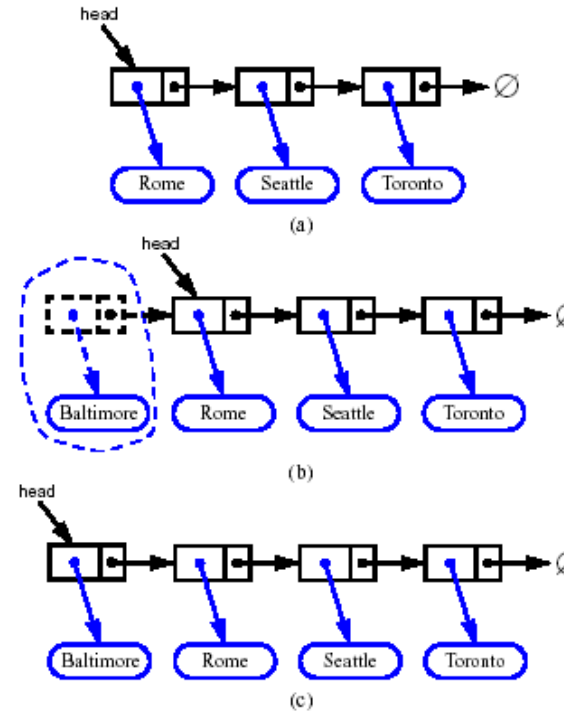 head
∅
Rome Seattle Toronto
(a)
head
∅
Baltimore Rome Seattle Toronto
(b)
head
∅
Baltimore Rome Seattle Toronto
(c)